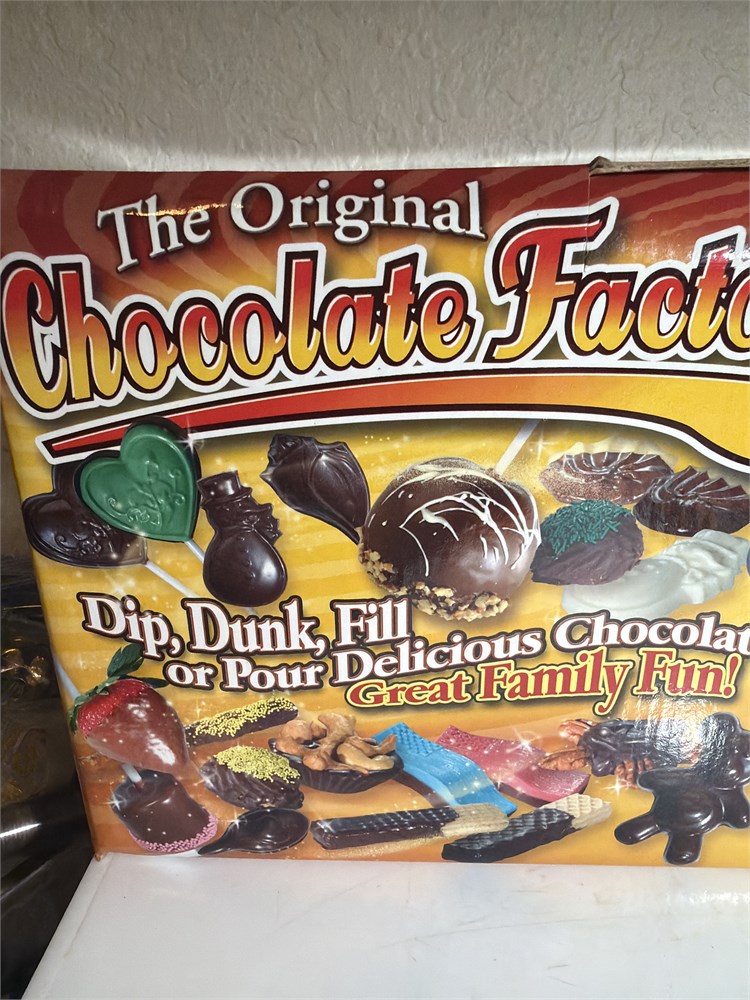 The Original
Chocolate Facto
Dip, Dunk, Fill
or Pour Delicious Chocolat
Great Family Fun!